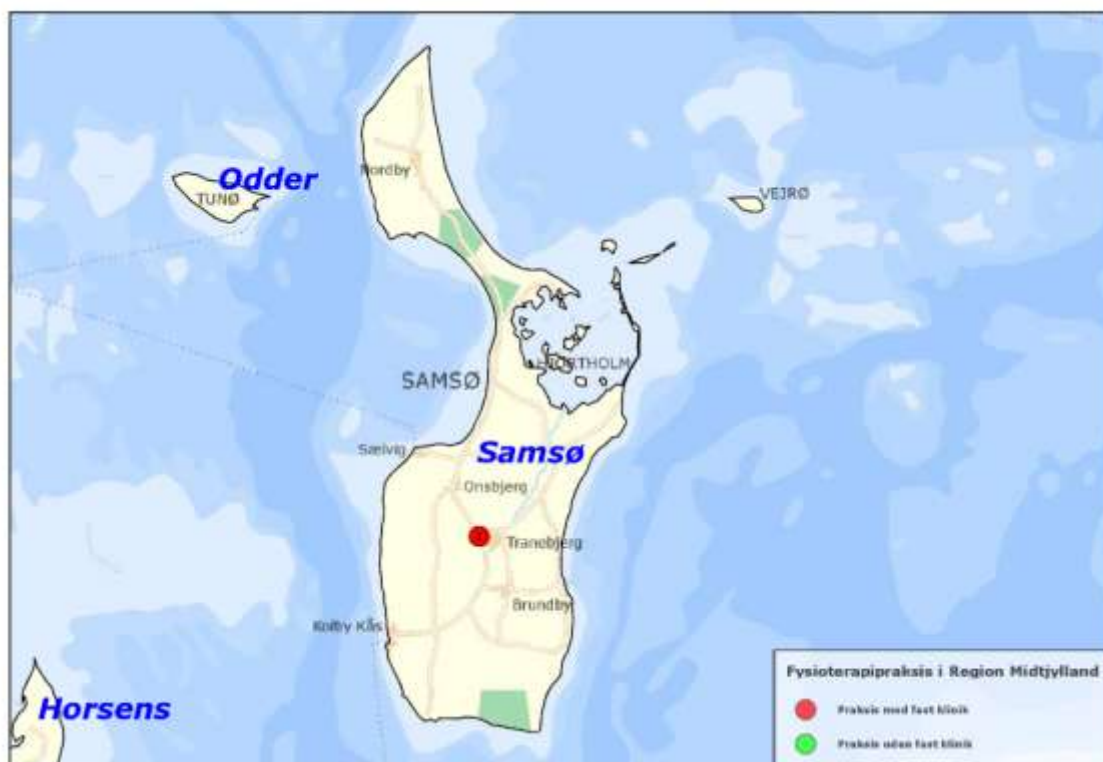 Odder
Nordby
TUNØ
VEJRØ
HJORTHOLM
SAMSØ
Sælvig
Samsø
Onsbjerg
Tranebjerg
Brundby
Kolby Kås
Fysioterapipraksis i Region Midtjylland
Horsens
Praksis med fast klinik
Praksis uden fast klinik